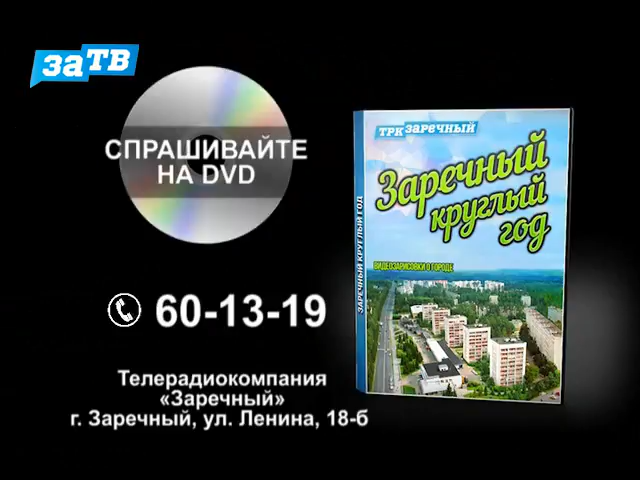 заТВ
СПРАШИВАЙТЕ
НА DVD
60-13-19
Телерадиокомпания
«Заречный»
г. Заречный, ул. Ленина, 18-б
ТРК ЗАРЕЧНЫЙ
Заречный
круглый
год
ВИДЕОЗАРИСОВКИ О ГОРОДЕ
ЗАРЕЧНЫЙ КРУГЛЫЙ ГОД